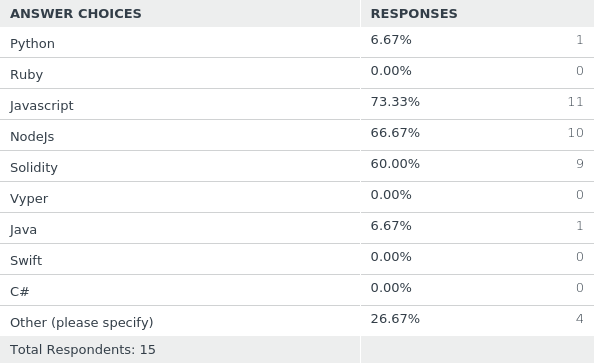 ANSWER CHOICES RESPONSES
Python 6.67% 1
Ruby 0.00% 0
Javascript 73.33% 11
NodeJs 66.67% 10
Solidity 60.00% 9
Vyper 0.00% 0
Java 6.67% 1
Swift 0.00% 0
C# 0.00% 0
Other (please specify) 26.67% 4
Total Respondents: 15